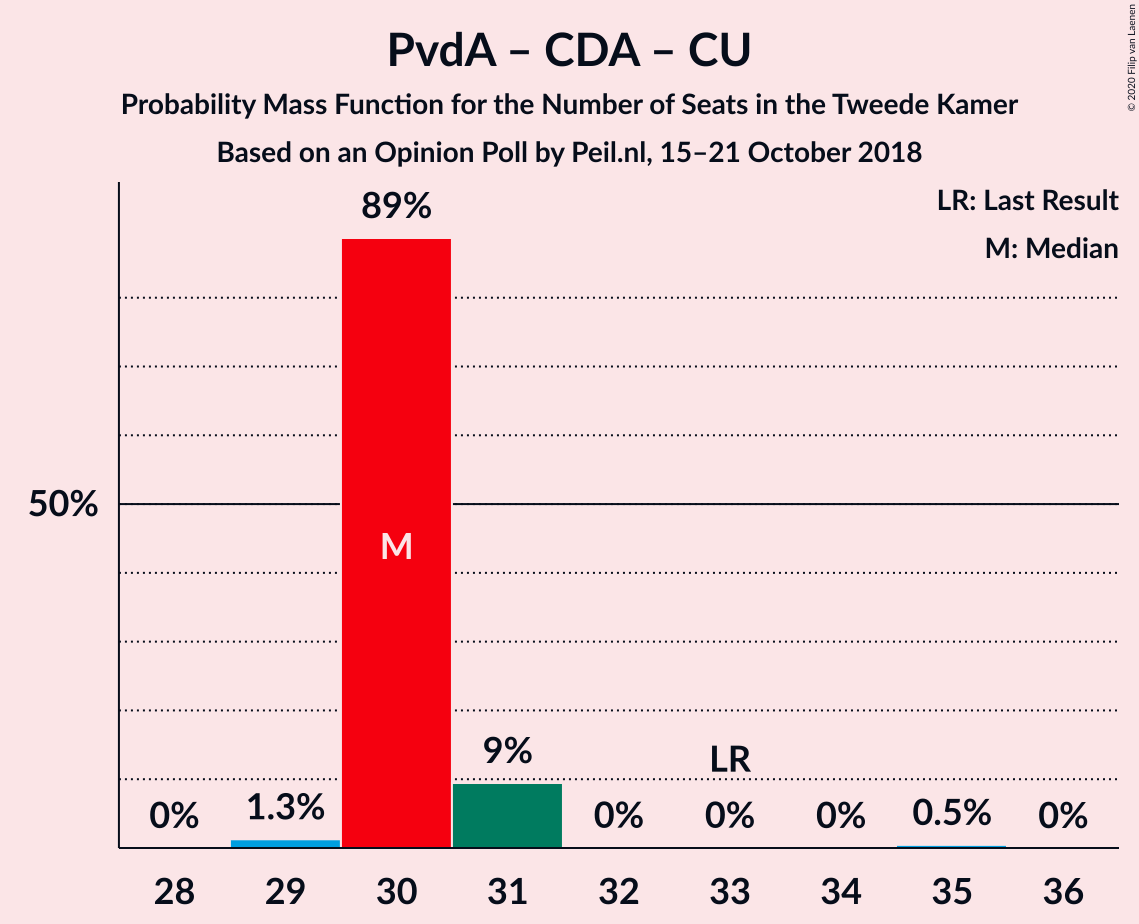 PvdA – CDA – CU
Probability Mass Function for the Number of Seats in the Tweede Kamer
Based on an Opinion Poll by Peil.nl, 15–21 October 2018
© 2020 Filip van Laenen
LR: Last Result
M: Median
89%
50%
M
9%
LR
0%
1.3%
0%
0%
0%
0.5%
0%
28 29 30 31 32 33 34 35 36